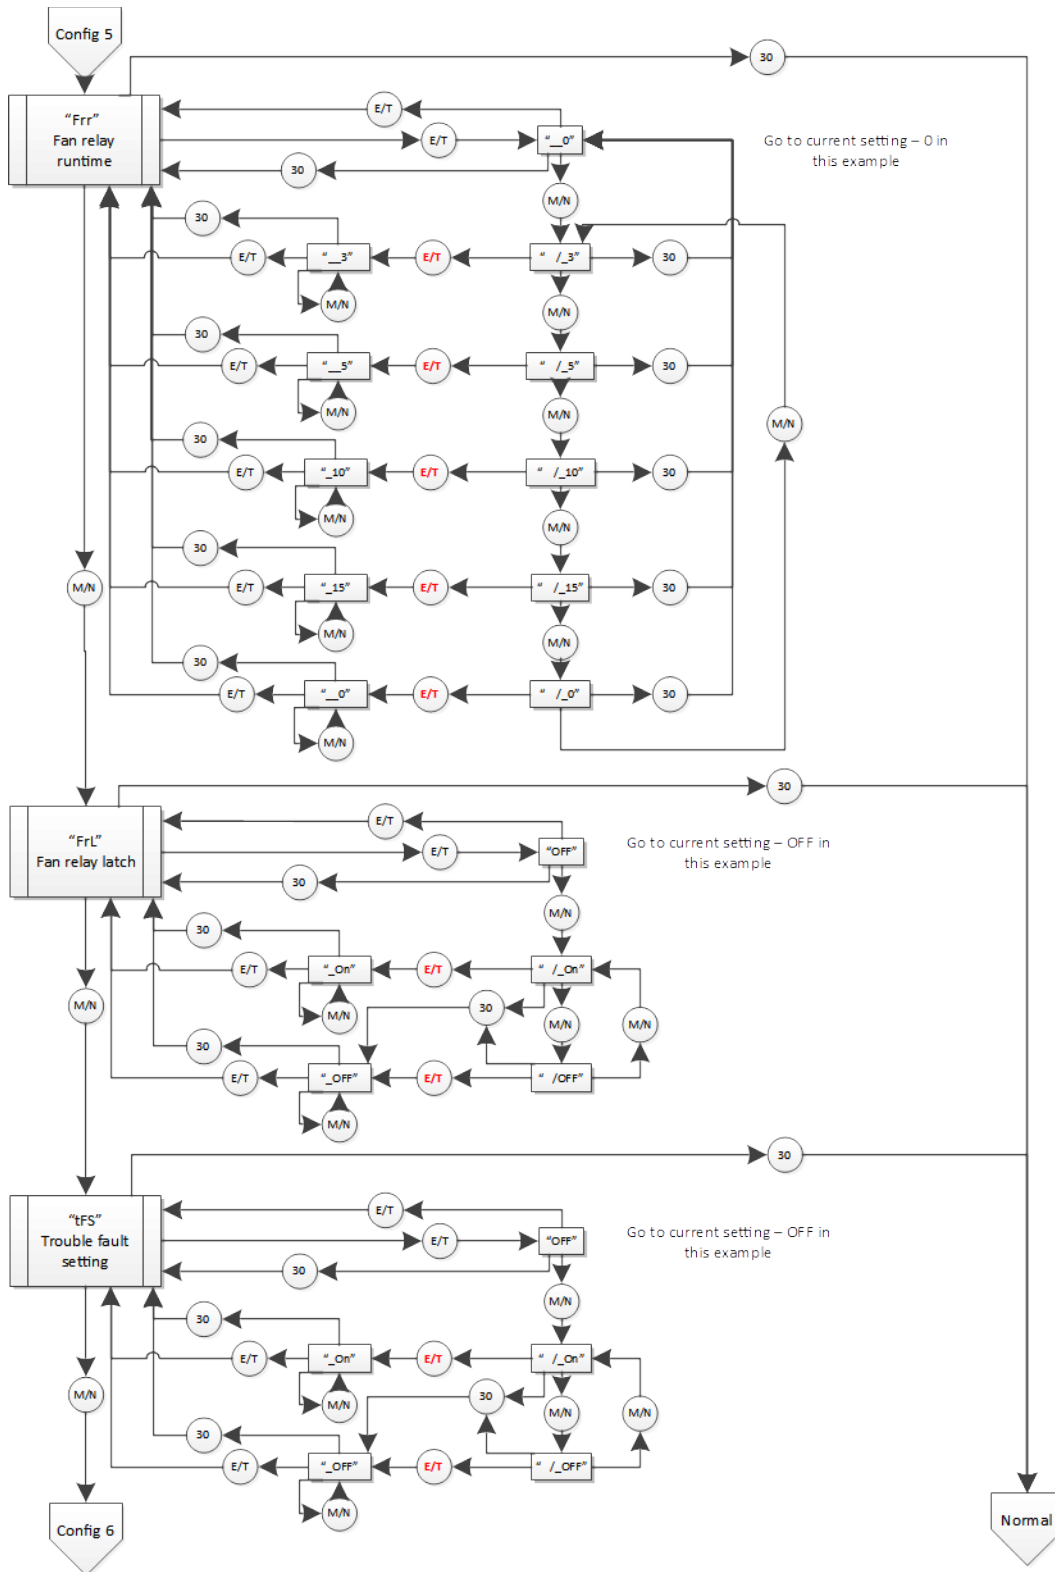 Config 5
30
"Frr"
Fan relay
runtime
E/T
E/T
"__0"
Go to current setting – 0 in
this example
30
M/N
30
E/T
"__3"
E/T
" /_3"
30
M/N
M/N
30
E/T
"__5"
E/T
" /_5"
30
M/N
M/N
M/N
30
E/T
"_10"
E/T
" /_10"
30
M/N
M/N
30
E/T
"_15"
E/T
" /_15"
30
M/N
M/N
M/N
30
E/T
"__0"
E/T
" /_0"
30
M/N
30
"FrL"
Fan relay latch
E/T
E/T
"OFF"
Go to current setting – OFF in
this example
30
M/N
30
E/T
"_On"
E/T
" /_On"
M/N
M/N
30
M/N
M/N
30
E/T
"_OFF"
E/T
" /OFF"
M/N
30
"tFS"
Trouble fault
setting
E/T
E/T
"OFF"
Go to current setting – OFF in
this example
30
M/N
30
E/T
"_On"
E/T
" /_On"
M/N
M/N
30
M/N
M/N
30
E/T
"_OFF"
E/T
" /_OFF"
M/N
Config 6
Normal